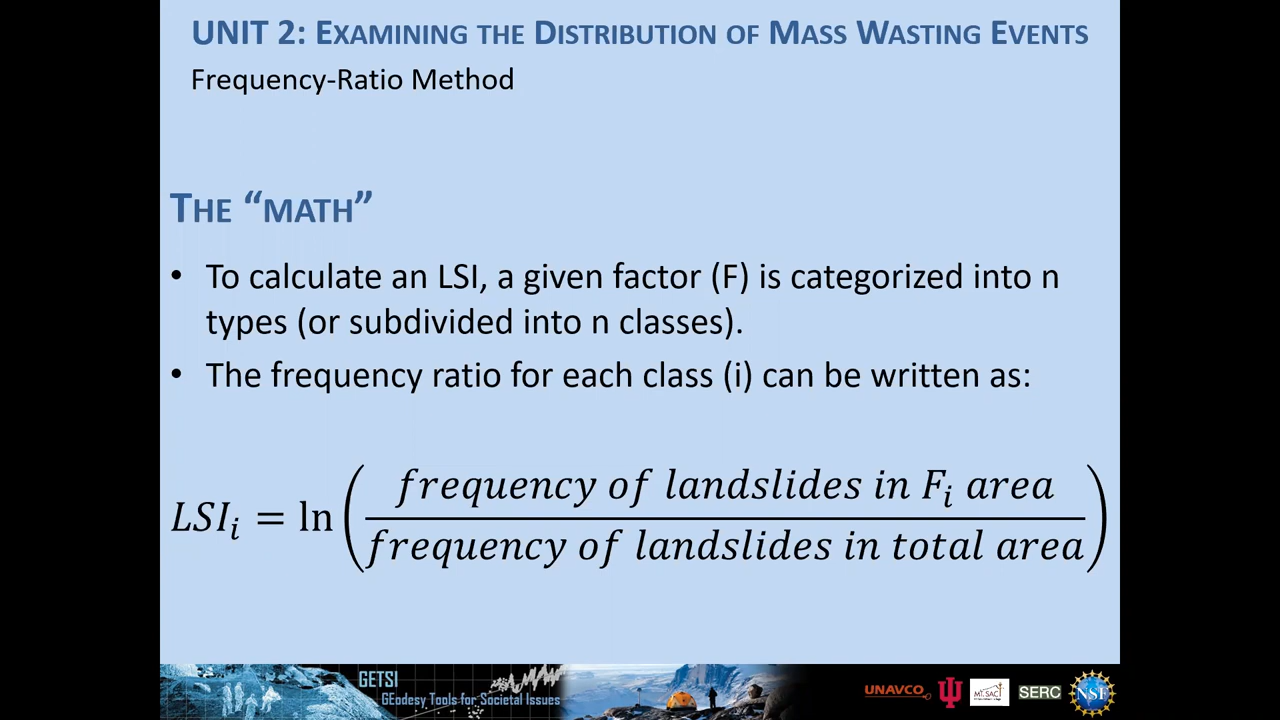 UNIT 2: EXAMINING THE DISTRIBUTION OF MASS WASTING EVENTS
Frequency-Ratio Method
THE “MATH”
• To calculate an LSI, a given factor (F) is categorized into n
types (or subdivided into n classes).
• The frequency ratio for each class (i) can be written as:
LSIᵢ = ln( frequency of landslides in Fᵢ area
frequency of landslides in total area )
GETSI
GEodesy Tools for Societal Issues
UNAVCO
MT. SAC
SERC
NSF